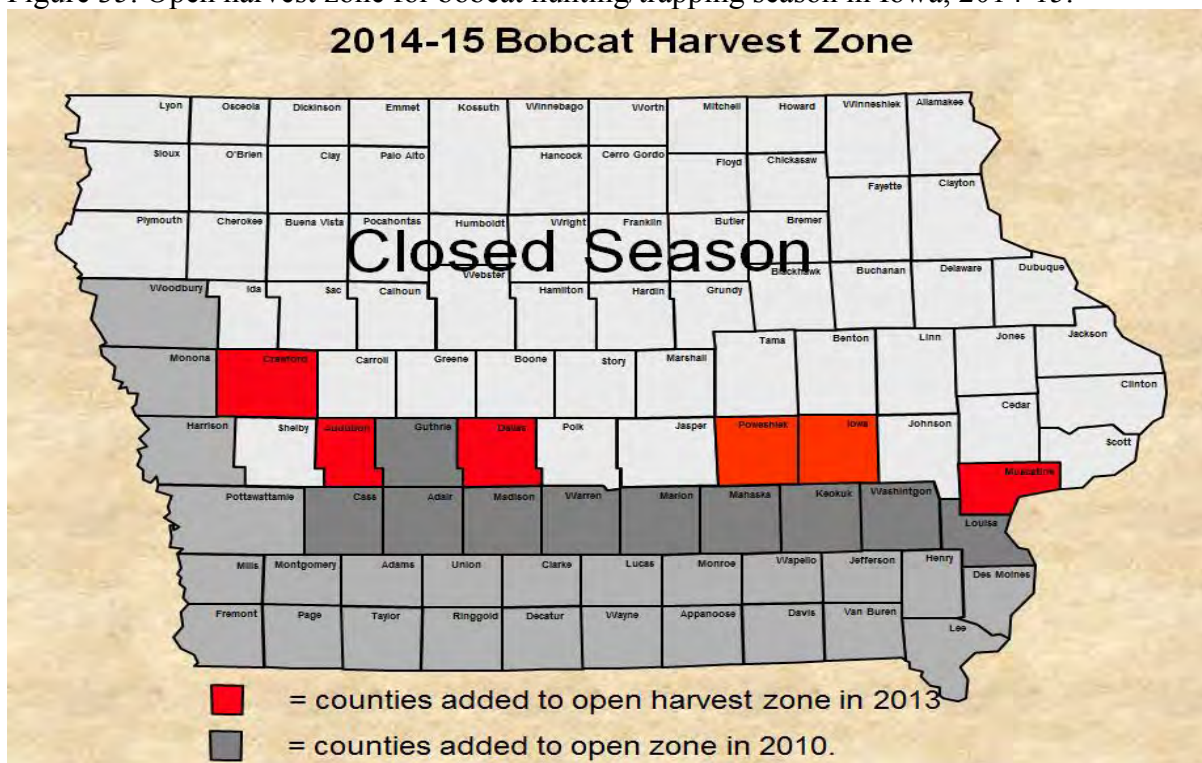 Figure 35. Open harvest zone for bobcat hunting/trapping season in Iowa, 2014-15.
2014-15 Bobcat Harvest Zone
Lyon Osceola Dickinson Emmet Kossuth Winnebago Worth Mitchell Howard Winneshiek Allamakee
Sioux O'Brien Clay Palo Alto Hancock Cerro Gordo Floyd Chickasaw
Fayette Clayton
Plymouth Cherokee Buena Vista Pocahontas Humboldt Wright Franklin Butler Bremer
Closed Season
Woodbury Ida Sac Calhoun Webster Hamilton Hardin Grundy Blackhawk Buchanan Delaware Dubuque
Monona Crawford Carroll Greene Boone Story Marshall Tama Benton Linn Jones Jackson
Clinton
Harrison Shelby Audubon Guthrie Dallas Polk Jasper Poweshiek Iowa Johnson Cedar Scott
Muscatine
Pottawattamie Cass Adair Madison Warren Marion Mahaska Keokuk Washintgon Louisa
Mills Montgomery Adams Union Clarke Lucas Monroe Wapello Jefferson Henry Des Moines
Fremont Page Taylor Ringgold Decatur Wayne Appanoose Davis Van Buren Lee
= counties added to open harvest zone in 2013
= counties added to open zone in 2010.